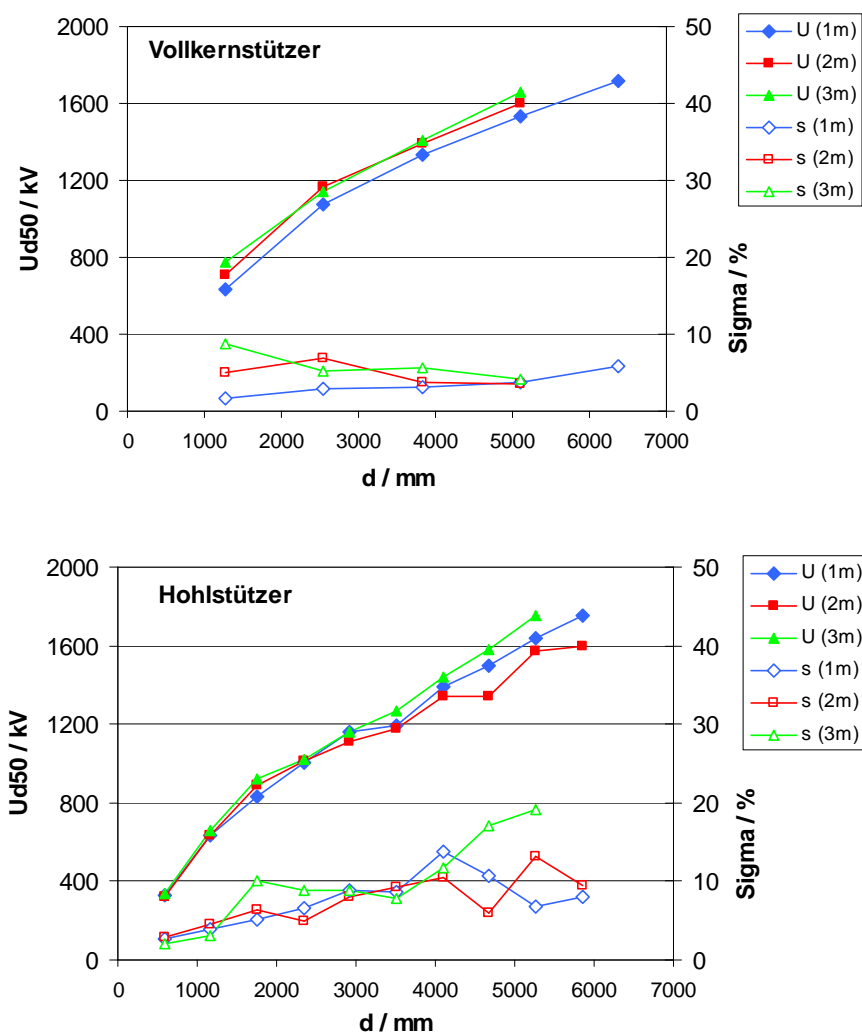 Vollkernstützer
2000
1600
1200
800
400
0
Ud50 / kV
50
40
30
20
10
0
Sigma / %
0 1000 2000 3000 4000 5000 6000 7000
d / mm
U (1m)
U (2m)
U (3m)
s (1m)
s (2m)
s (3m)
Hohlstützer
2000
1600
1200
800
400
0
Ud50 / kV
50
40
30
20
10
0
Sigma / %
0 1000 2000 3000 4000 5000 6000 7000
d / mm
U (1m)
U (2m)
U (3m)
s (1m)
s (2m)
s (3m)